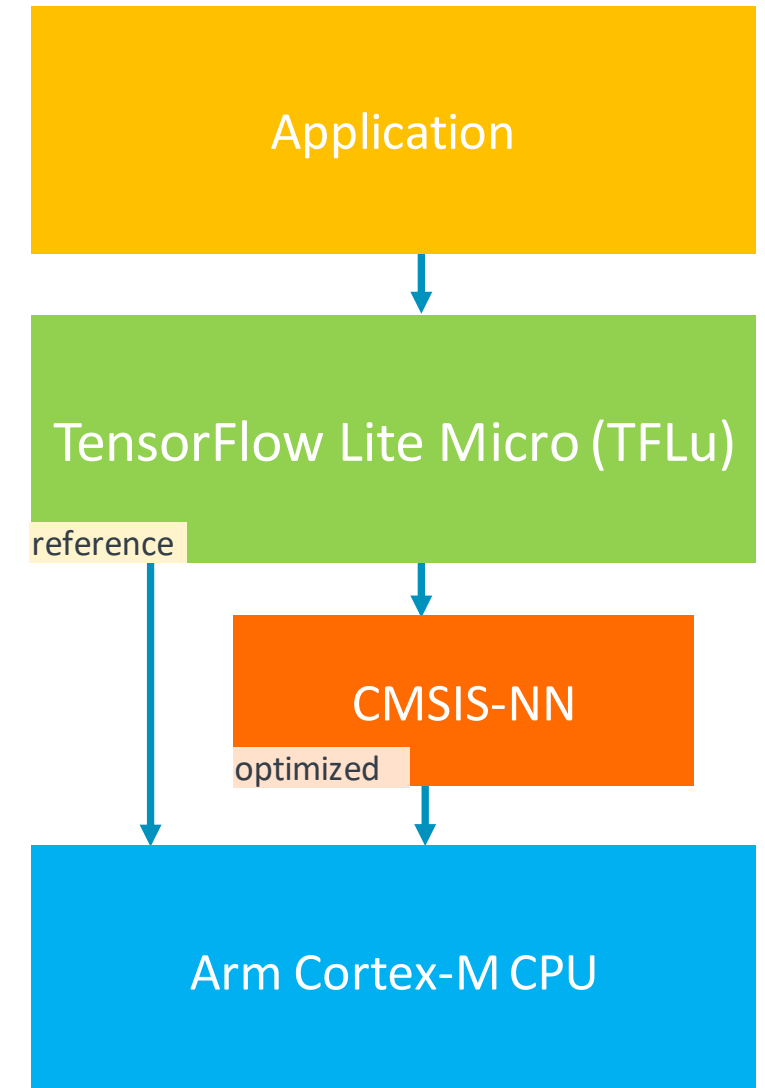 Application
TensorFlow Lite Micro (TFLu)
reference
CMSIS-NN
optimized
Arm Cortex-M CPU